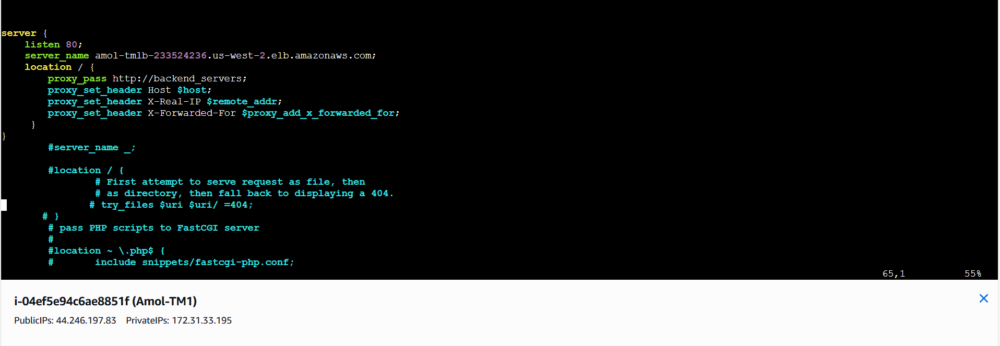 server {
    listen 80;
    server_name amol-tmlb-233524236.us-west-2.elb.amazonaws.com;
    location / {
        proxy_pass http://backend_servers;
        proxy_set_header Host $host;
        proxy_set_header X-Real-IP $remote_addr;
        proxy_set_header X-Forwarded-For $proxy_add_x_forwarded_for;
     }
}
        #server_name _;
        #location / {
                # First attempt to serve request as file, then
                # as directory, then fall back to displaying a 404.
               # try_files $uri $uri/ =404;
       # }
        # pass PHP scripts to FastCGI server
        #
        #location ~ \.php$ {
        #       include snippets/fastcgi-php.conf;
65,1 55%
i-04ef5e94c6ae8851f (Amol-TM1)
PublicIPs: 44.246.197.83 PrivateIPs: 172.31.33.195